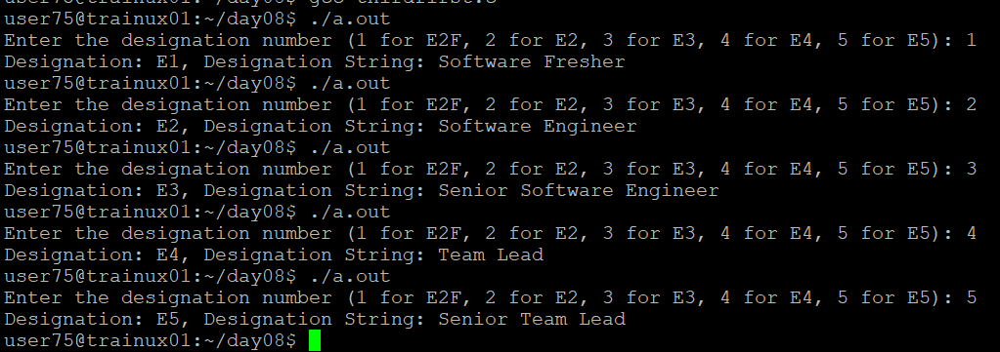 user75@trainux01:~/day08$ ./a.out
Enter the designation number (1 for E2F, 2 for E2, 3 for E3, 4 for E4, 5 for E5): 1
Designation: E1, Designation String: Software Fresher
user75@trainux01:~/day08$ ./a.out
Enter the designation number (1 for E2F, 2 for E2, 3 for E3, 4 for E4, 5 for E5): 2
Designation: E2, Designation String: Software Engineer
user75@trainux01:~/day08$ ./a.out
Enter the designation number (1 for E2F, 2 for E2, 3 for E3, 4 for E4, 5 for E5): 3
Designation: E3, Designation String: Senior Software Engineer
user75@trainux01:~/day08$ ./a.out
Enter the designation number (1 for E2F, 2 for E2, 3 for E3, 4 for E4, 5 for E5): 4
Designation: E4, Designation String: Team Lead
user75@trainux01:~/day08$ ./a.out
Enter the designation number (1 for E2F, 2 for E2, 3 for E3, 4 for E4, 5 for E5): 5
Designation: E5, Designation String: Senior Team Lead
user75@trainux01:~/day08$